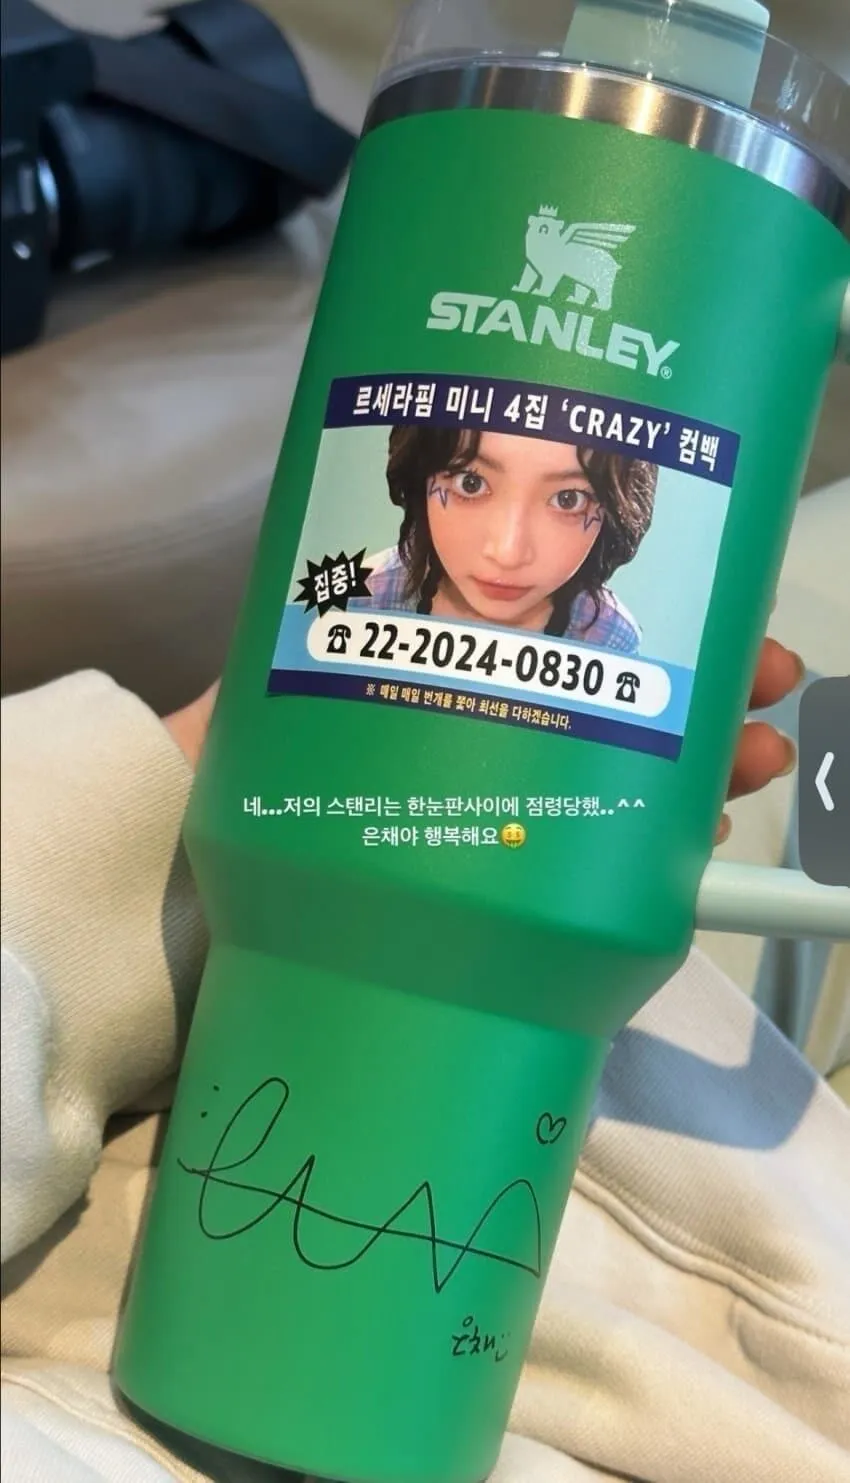 STANLEY®
르세라핌 미니 4집 ‘CRAZY’ 컴백
집중!
☎ 22-2024-0830 ☎
※ 매일 매일 번개를 쫓아 최선을 다하겠습니다.
네...저의 스탠리는 한눈판사이에 점령당했..^^
은채야 행복해요🤑
은채